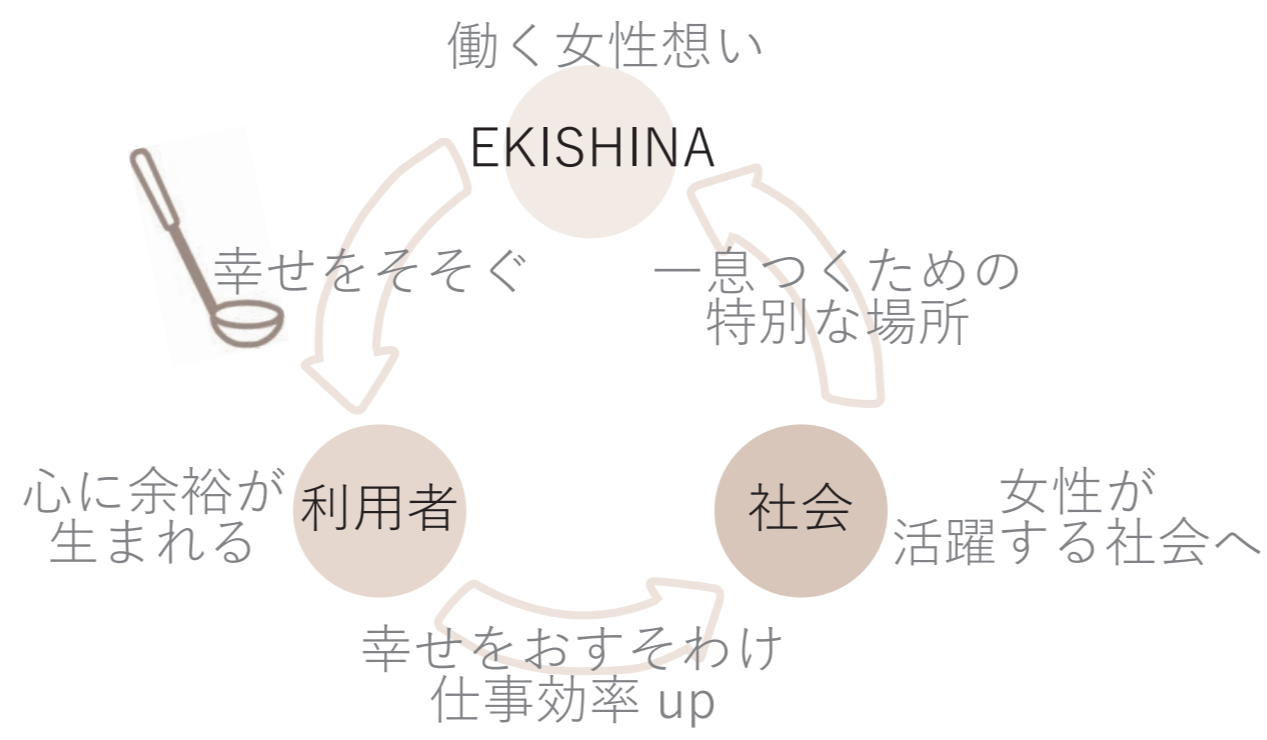 働く女性想い
EKISHINA
幸せをそそぐ
一息つくための
特別な場所
心に余裕が
生まれる
利用者
社会
女性が
活躍する社会へ
幸せをおすそわけ
仕事効率 up